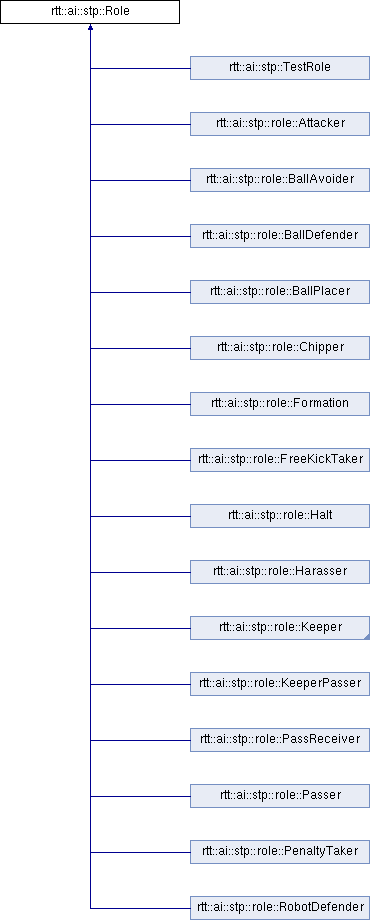 rtt::ai::stp::Role
rtt::ai::stp::TestRole
rtt::ai::stp::role::Attacker
rtt::ai::stp::role::BallAvoider
rtt::ai::stp::role::BallDefender
rtt::ai::stp::role::BallPlacer
rtt::ai::stp::role::Chipper
rtt::ai::stp::role::Formation
rtt::ai::stp::role::FreeKickTaker
rtt::ai::stp::role::Halt
rtt::ai::stp::role::Harasser
rtt::ai::stp::role::Keeper
rtt::ai::stp::role::KeeperPasser
rtt::ai::stp::role::PassReceiver
rtt::ai::stp::role::Passer
rtt::ai::stp::role::PenaltyTaker
rtt::ai::stp::role::RobotDefender